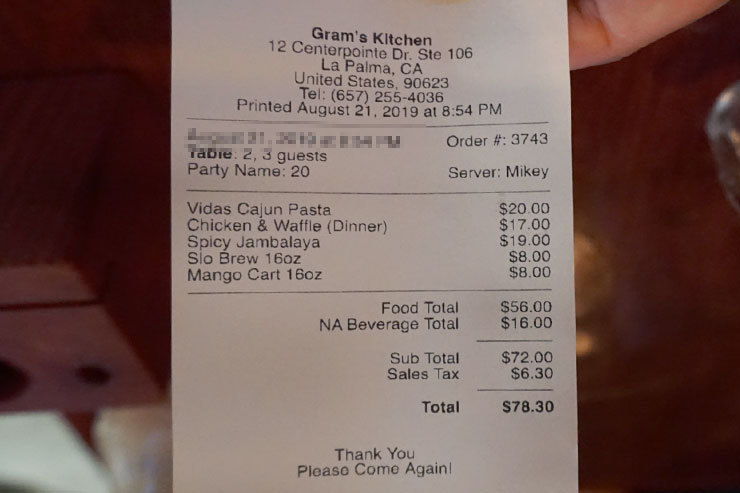 Gram's Kitchen
12 Centerpointe Dr. Ste 106
La Palma, CA
United States, 90623
Tel: (657) 255-4036
Printed August 21, 2019 at 8:54 PM
Order #: 3743
Table: 2, 3 guests
Party Name: 20 Server: Mikey
Vidas Cajun Pasta $20.00
Chicken & Waffle (Dinner) $17.00
Spicy Jambalaya $19.00
Slo Brew 16oz $8.00
Mango Cart 16oz $8.00
Food Total $56.00
NA Beverage Total $16.00
Sub Total $72.00
Sales Tax $6.30
Total $78.30
Thank You
Please Come Again!